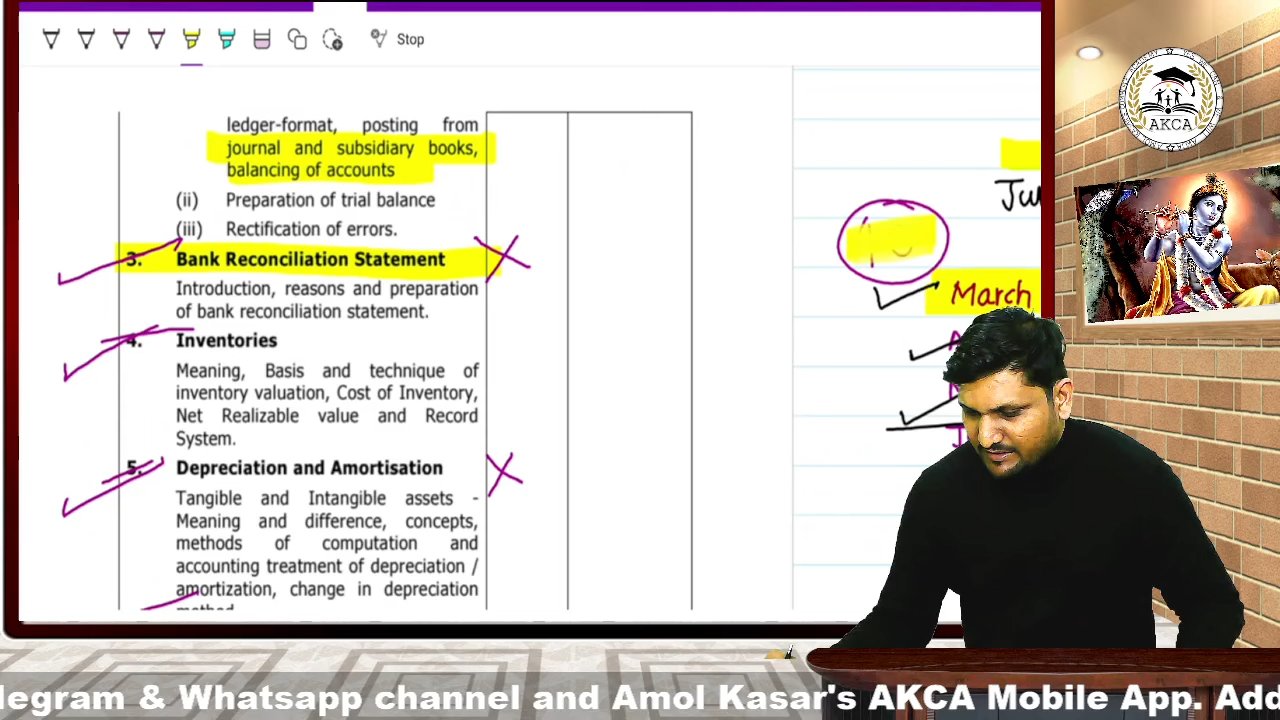 Stop
ledger-format, posting from
journal and subsidiary books,
balancing of accounts
(ii) Preparation of trial balance
(iii) Rectification of errors.
3. Bank Reconciliation Statement
Introduction, reasons and preparation
of bank reconciliation statement.
4. Inventories
Meaning, Basis and technique of
inventory valuation, Cost of Inventory,
Net Realizable value and Record
System.
5. Depreciation and Amortisation
Tangible and Intangible assets -
Meaning and difference, concepts,
methods of computation and
accounting treatment of depreciation /
amortization, change in depreciation
method
March
AKCA
legram & Whatsapp channel and Amol Kasar's AKCA Mobile App. Add